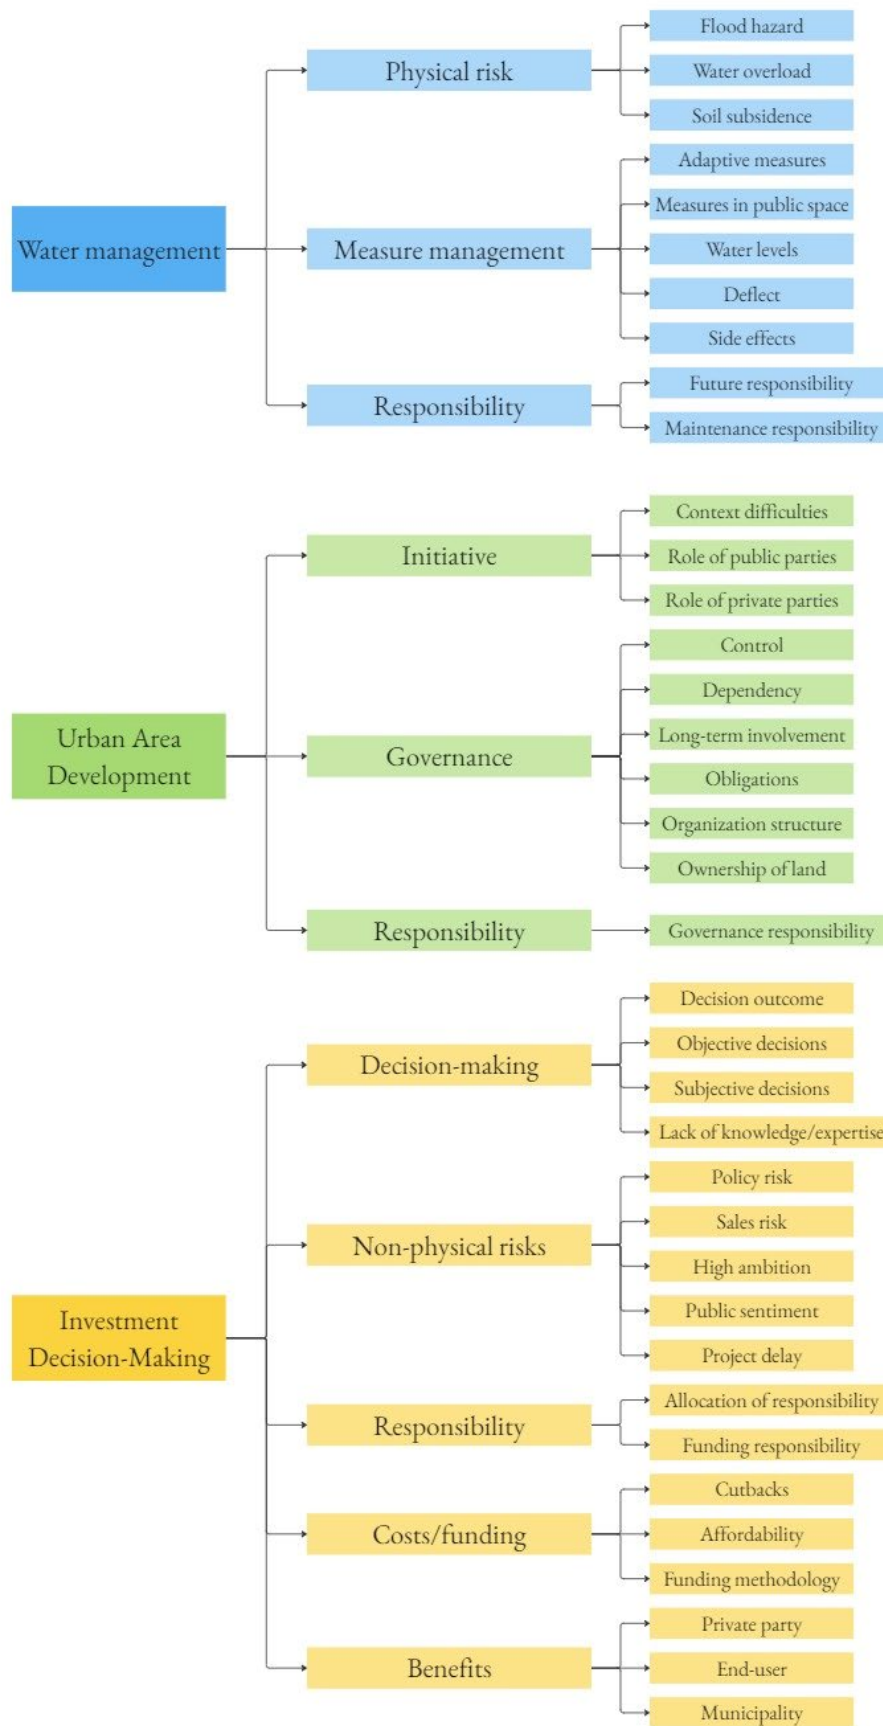 Water management
Physical risk
Flood hazard
Water overload
Soil subsidence
Measure management
Adaptive measures
Measures in public space
Water levels
Deflect
Side effects
Responsibility
Future responsibility
Maintenance responsibility
Urban Area
Development
Initiative
Context difficulties
Role of public parties
Role of private parties
Governance
Control
Dependency
Long-term involvement
Obligations
Organization structure
Ownership of land
Responsibility
Governance responsibility
Investment
Decision-Making
Decision-making
Decision outcome
Objective decisions
Subjective decisions
Lack of knowledge/expertise
Non-physical risks
Policy risk
Sales risk
High ambition
Public sentiment
Project delay
Responsibility
Allocation of responsibility
Funding responsibility
Costs/funding
Cutbacks
Affordability
Funding methodology
Benefits
Private party
End-user
Municipality